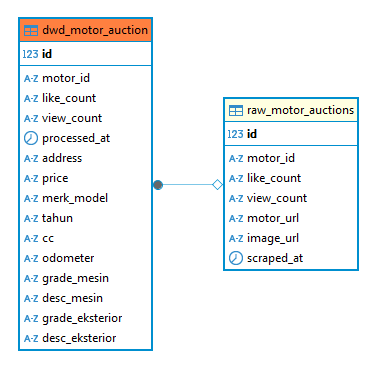 dwd_motor_auction
123 id
A-Z motor_id
A-Z like_count
A-Z view_count
processed_at
A-Z address
A-Z price
A-Z merk_model
A-Z tahun
A-Z cc
A-Z odometer
A-Z grade_mesin
A-Z desc_mesin
A-Z grade_eksterior
A-Z desc_eksterior
raw_motor_auctions
123 id
A-Z motor_id
A-Z like_count
A-Z view_count
A-Z motor_url
A-Z image_url
scraped_at